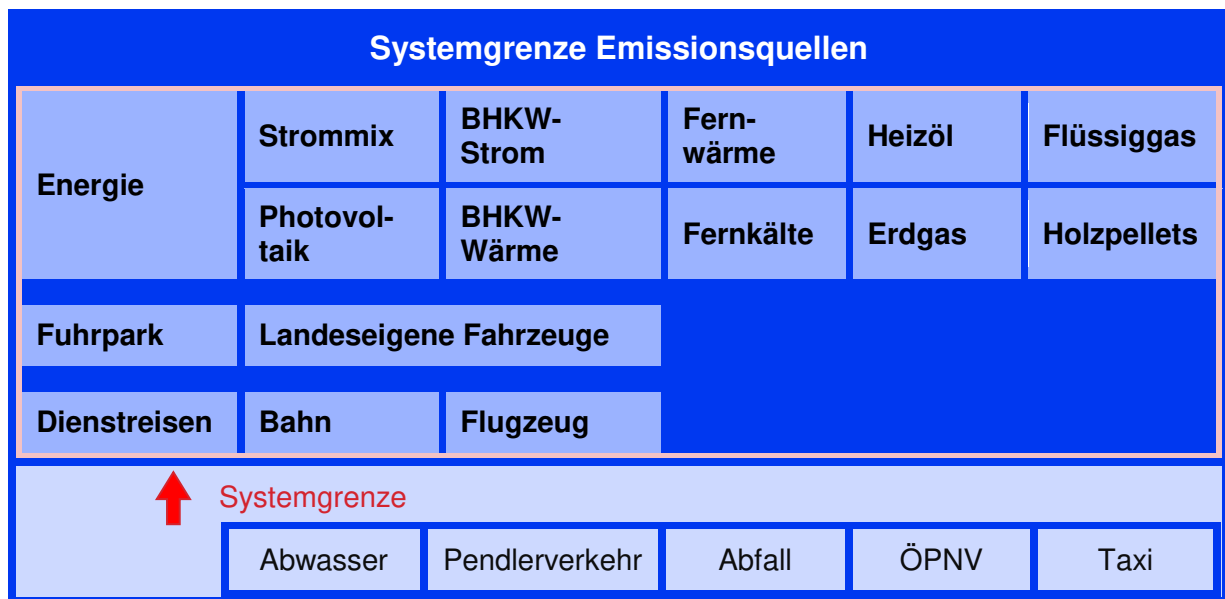 Systemgrenze Emissionsquellen
Energie
Strommix
BHKW-
Strom
Fern-
wärme
Heizöl
Flüssiggas
Photovol-
taik
BHKW-
Wärme
Fernkälte
Erdgas
Holzpellets
Fuhrpark
Landeseigene Fahrzeuge
Dienstreisen
Bahn
Flugzeug
Systemgrenze
Abwasser
Pendlerverkehr
Abfall
ÖPNV
Taxi